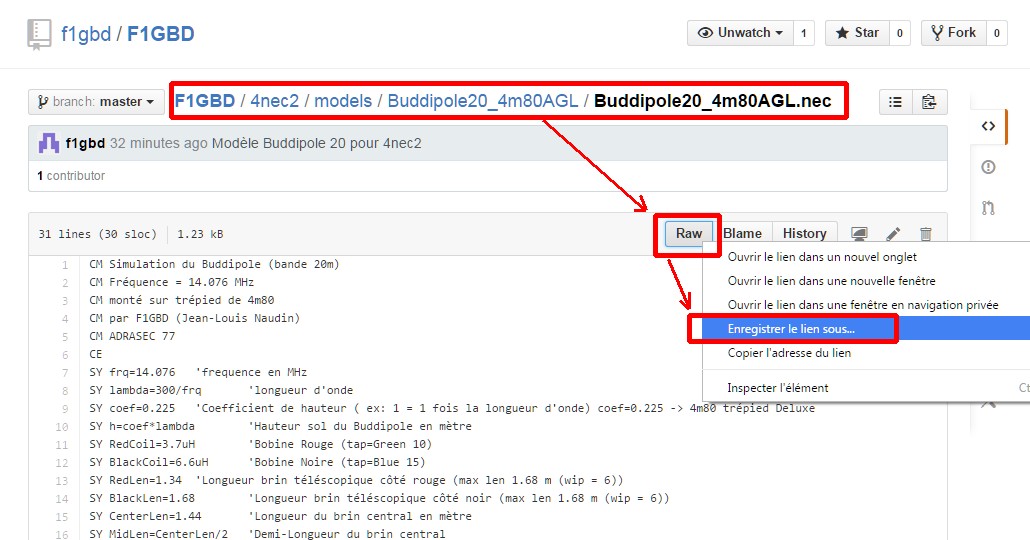 f1gbd / F1GBD
Unwatch 1 Star 0 Fork 0
branch: master F1GBD / 4nec2 / models / Buddipole20_4m80AGL / Buddipole20_4m80AGL.nec
f1gbd 32 minutes ago Modèle Buddipole 20 pour 4nec2
1 contributor
31 lines (30 sloc) 1.23 kB Raw Blame History
1 CM Simulation du Buddipole (bande 20m)
2 CM Fréquence = 14.076 MHz
3 CM monté sur trépied de 4m80
4 CM par F1GBD (Jean-Louis Naudin)
5 CM ADRASEC 77
6 CE
7 SY frq=14.076 'frequence en MHz
8 SY lambda=300/frq 'longueur d'onde
9 SY coef=0.225 'Coefficient de hauteur ( ex: 1 = 1 fois la longueur d'onde) coef=0.225 -> 4m80 trépied Deluxe
10 SY h=coef*lambda 'Hauteur sol du Buddipole en mètre
11 SY RedCoil=3.7uH 'Bobine Rouge (tap=Green 10)
12 SY BlackCoil=6.6uH 'Bobine Noire (tap=Blue 15)
13 SY RedLen=1.34 'Longueur brin téléscopique côté rouge (max len 1.68 m (wip = 6))
14 SY BlackLen=1.68 'Longueur brin téléscopique côté noir (max len 1.68 m (wip = 6))
15 SY CenterLen=1.44 'Longueur du brin central en mètre
16 SY MidLen=CenterLen/2 'Demi-Longueur du brin central
Ouvrir le lien dans un nouvel onglet
Ouvrir le lien dans une nouvelle fenêtre
Ouvrir le lien dans une fenêtre en navigation privée
Enregistrer le lien sous...
Copier l'adresse du lien
Inspecter l'élément Ct